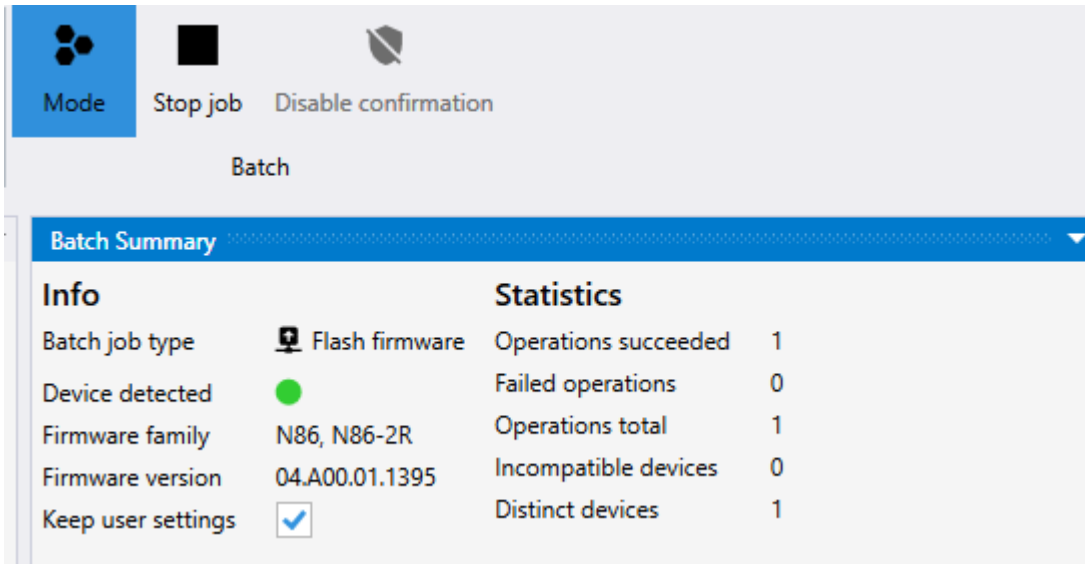 Mode
Stop job
Disable confirmation
Batch
Batch Summary
Info
Batch job type Flash firmware
Device detected
Firmware family N86, N86-2R
Firmware version 04.A00.01.1395
Keep user settings
Statistics
Operations succeeded 1
Failed operations 0
Operations total 1
Incompatible devices 0
Distinct devices 1